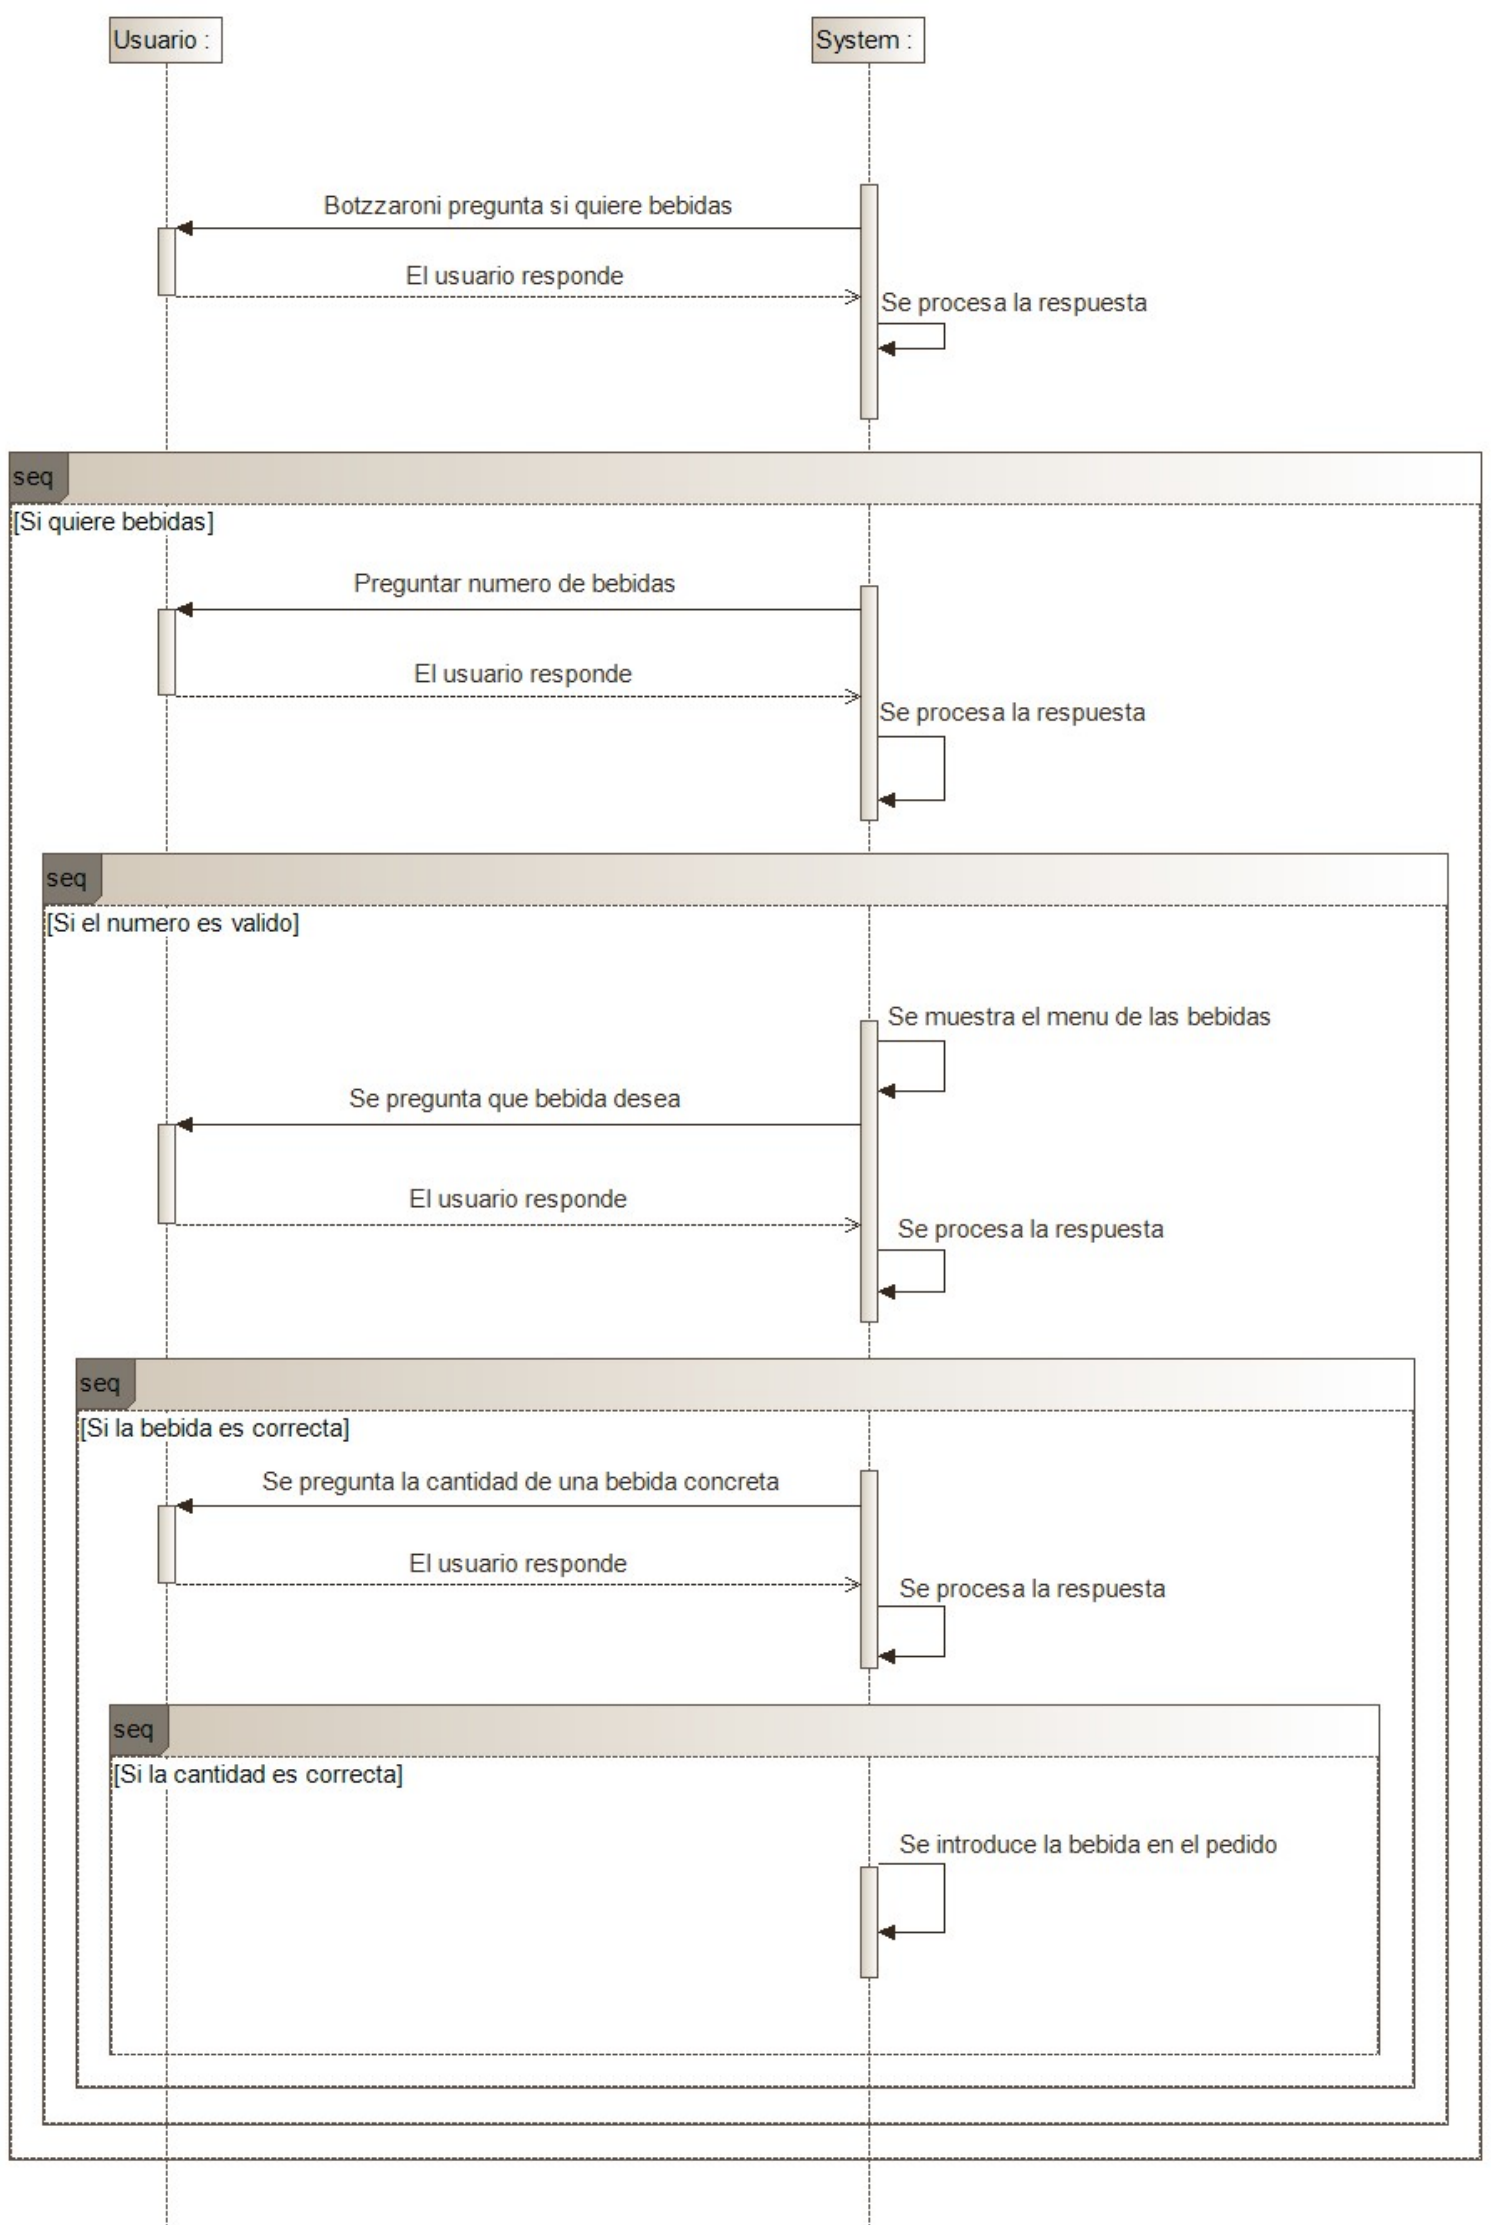 Usuario :
System :
Botzzaroni pregunta si quiere bebidas
El usuario responde
Se procesa la respuesta
seq
[Si quiere bebidas]
Preguntar numero de bebidas
El usuario responde
Se procesa la respuesta
seq
[Si el numero es valido]
Se muestra el menu de las bebidas
Se pregunta que bebida desea
El usuario responde
Se procesa la respuesta
seq
[Si la bebida es correcta]
Se pregunta la cantidad de una bebida concreta
El usuario responde
Se procesa la respuesta
seq
[Si la cantidad es correcta]
Se introduce la bebida en el pedido